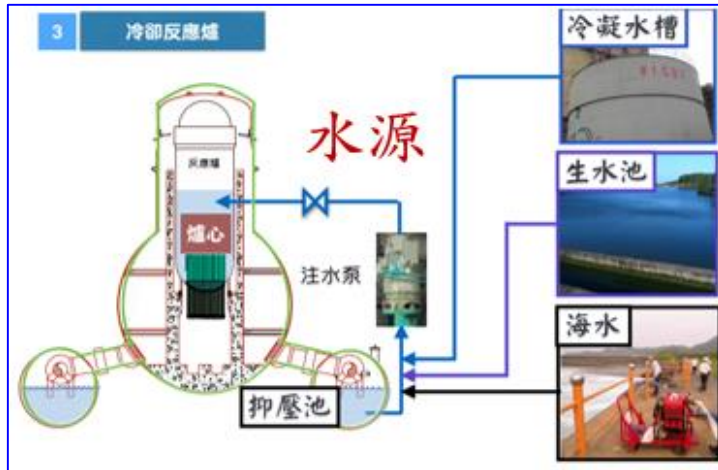 3 冷卻反應爐
冷凝水槽
水源
反應爐
生水池
爐心
注水泵
海水
抑壓池